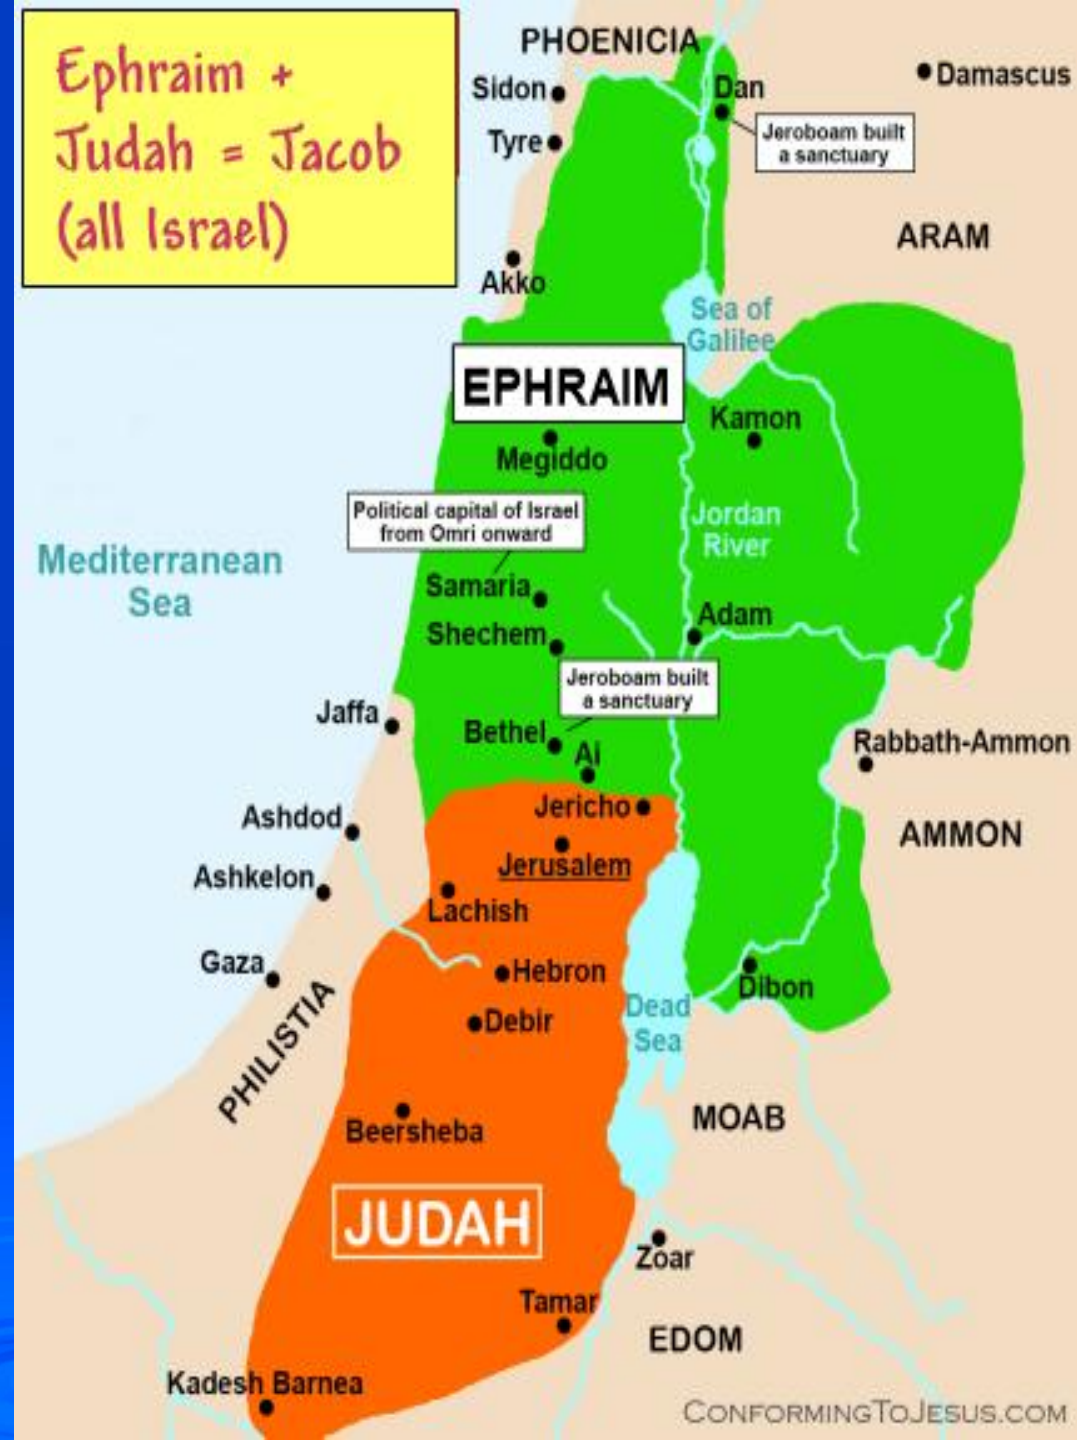 Ephraim +
Judah = Jacob
(all Israel)
PHOENICIA
Sidon
Dan
Damascus
Tyre
Jeroboam built
a sanctuary
ARAM
Akko
Sea of
Galilee
EPHRAIM
Kamon
Megiddo
Political capital of Israel
from Omri onward
Jordan
River
Mediterranean
Sea
Samaria
Adam
Shechem
Jeroboam built
a sanctuary
Jaffa
Bethel
Ai
Rabbath-Ammon
Jericho
Ashdod
AMMON
Jerusalem
Ashkelon
Lachish
Gaza
Hebron
Dibon
PHILISTIA
Debir
Dead
Sea
MOAB
Beersheba
JUDAH
Zoar
Tamar
EDOM
Kadesh Barnea
CONFORMINGTOJESUS.COM